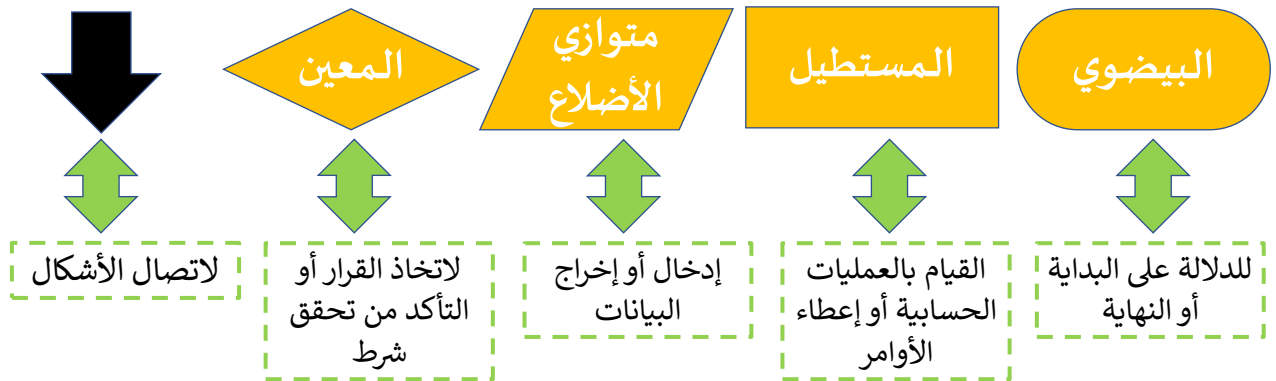 البيضوي
المستطيل
متوازي
الأضلاع
المعين
للدلالة على البداية
أو النهاية
القيام بالعمليات
الحسابية أو إعطاء
الأوامر
إدخال أو إخراج
البيانات
لاتخاذ القرار أو
التأكد من تحقق
شرط
لاتصال الأشكال